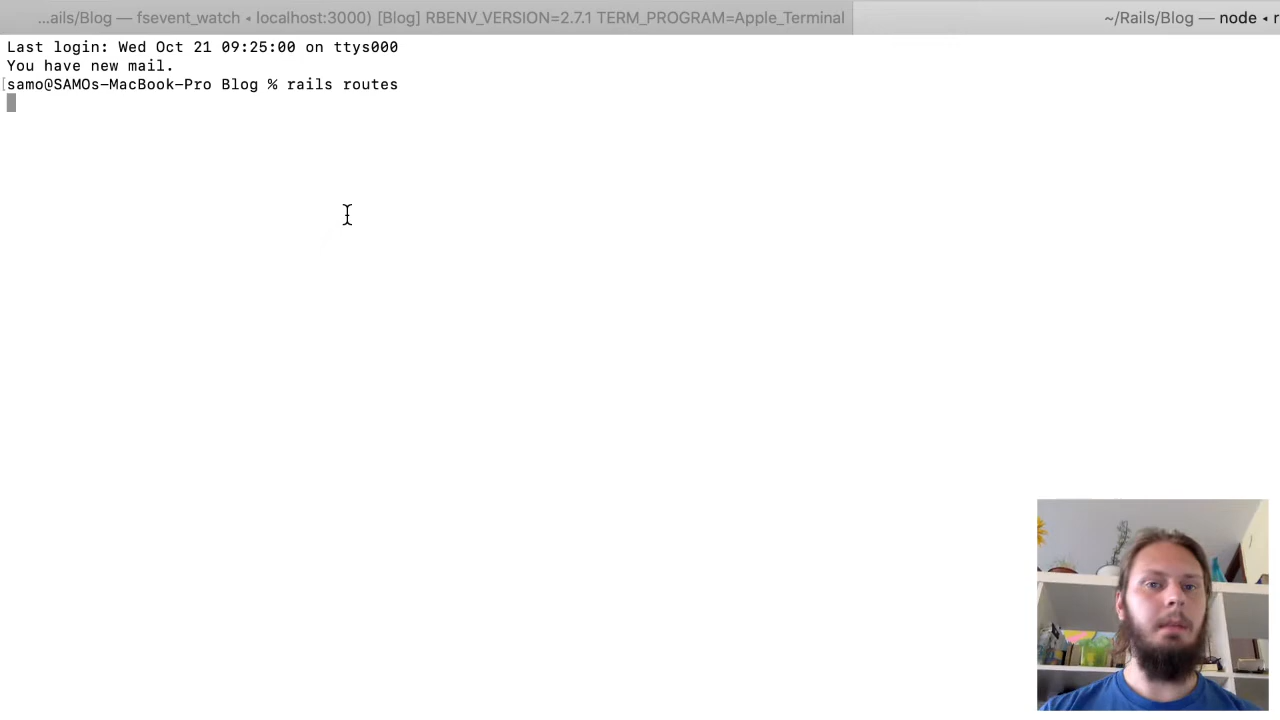 ...ails/Blog — fsevent_watch ◂ localhost:3000) [Blog] RBENV_VERSION=2.7.1 TERM_PROGRAM=Apple_Terminal
~/Rails/Blog — node ◂ r
Last login: Wed Oct 21 09:25:00 on ttys000
You have new mail.
[samo@SAMOs-MacBook-Pro Blog % rails routes